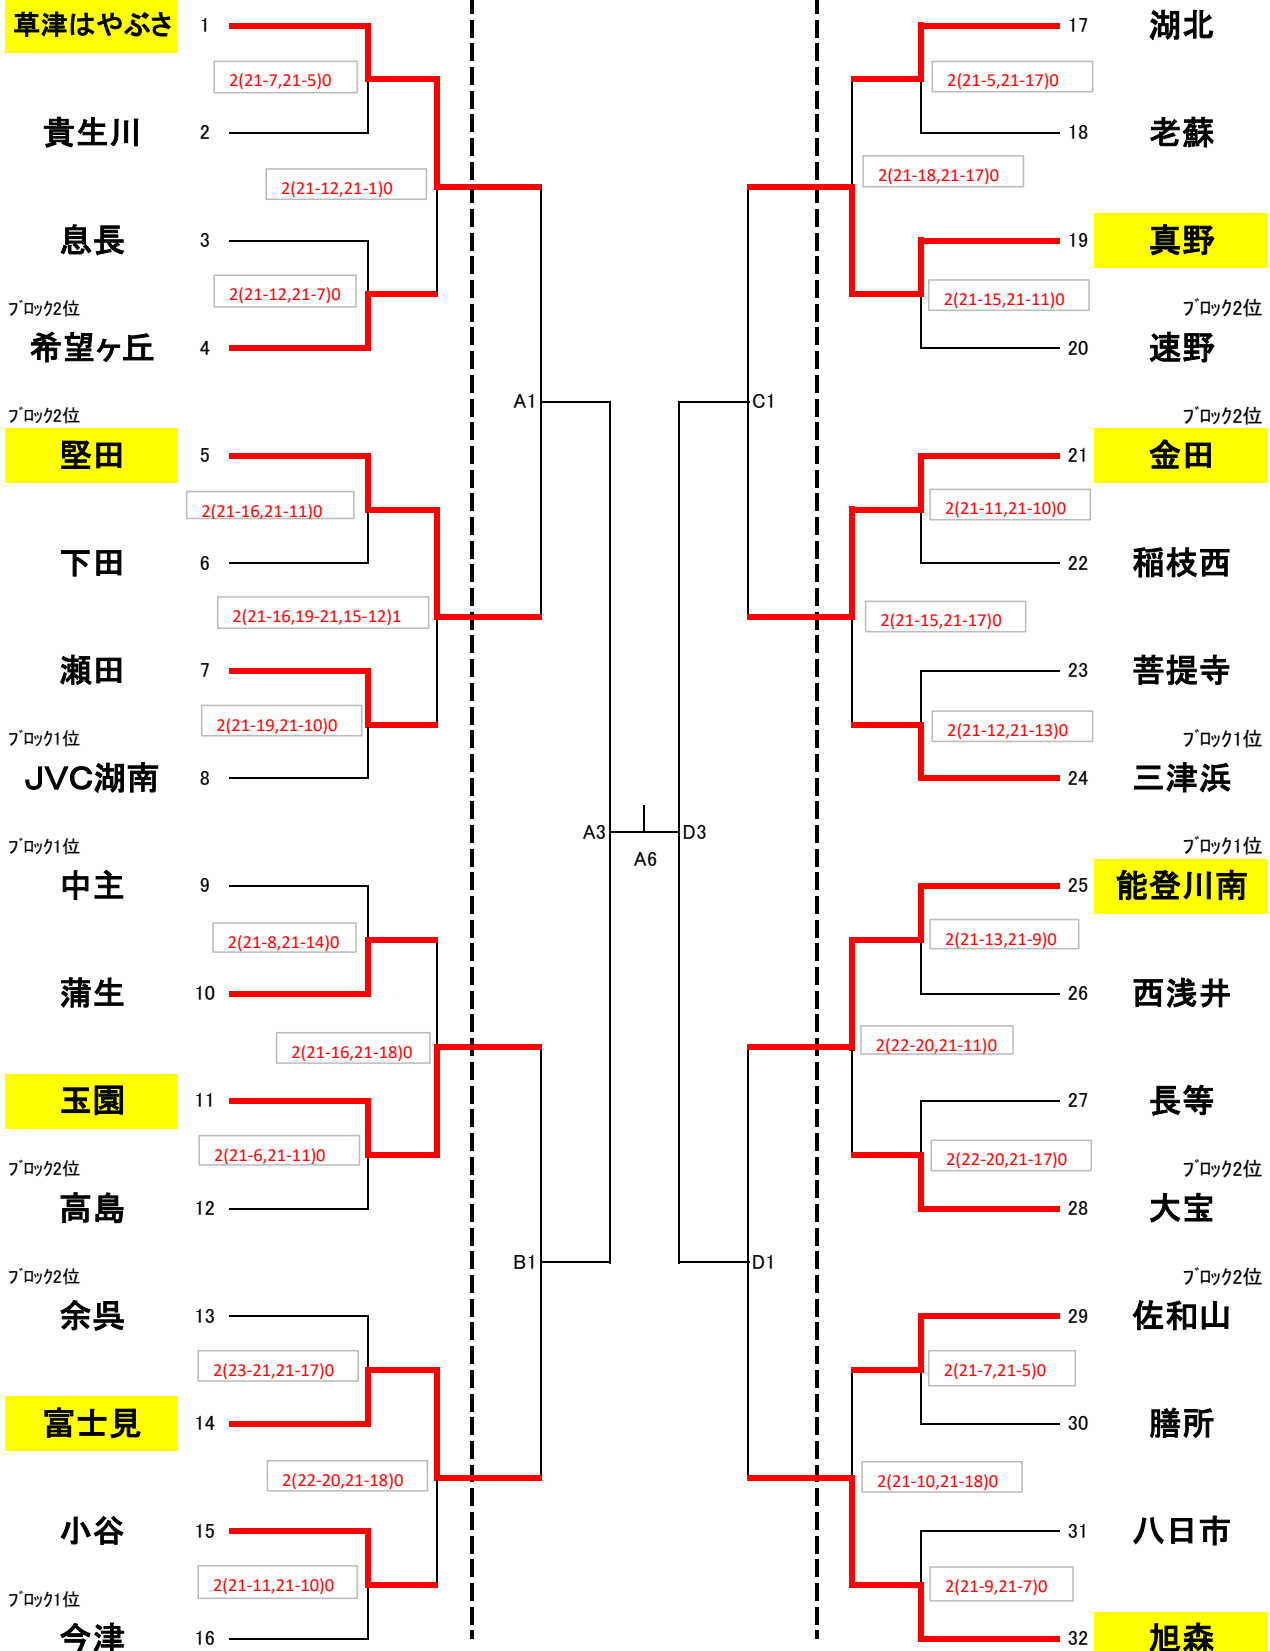 草津はやぶさ 1
2(21-7,21-5)0
貴生川 2
2(21-12,21-1)0
息長 3
2(21-12,21-7)0
ブロック2位
希望ヶ丘 4
A1
ブロック2位
堅田 5
2(21-16,21-11)0
下田 6
2(21-16,19-21,15-12)1
瀬田 7
2(21-19,21-10)0
ブロック1位
JVC湖南 8
A3
ブロック1位
中主 9
2(21-8,21-14)0
蒲生 10
2(21-16,21-18)0
玉園 11
2(21-6,21-11)0
ブロック2位
高島 12
B1
ブロック2位
余呉 13
2(23-21,21-17)0
富士見 14
2(22-20,21-18)0
小谷 15
2(21-11,21-10)0
ブロック1位
今津 16
A6
17 湖北
2(21-5,21-17)0
18 老蘇
2(21-18,21-17)0
19 真野
2(21-15,21-11)0
ブロック2位
20 速野
C1
ブロック2位
21 金田
2(21-11,21-10)0
22 稲枝西
2(21-15,21-17)0
23 菩提寺
2(21-12,21-13)0
ブロック1位
24 三津浜
D3
ブロック1位
25 能登川南
2(21-13,21-9)0
26 西浅井
2(22-20,21-11)0
27 長等
2(22-20,21-17)0
ブロック2位
28 大宝
D1
ブロック2位
29 佐和山
2(21-7,21-5)0
30 膳所
2(21-10,21-18)0
31 八日市
2(21-9,21-7)0
32 旭森